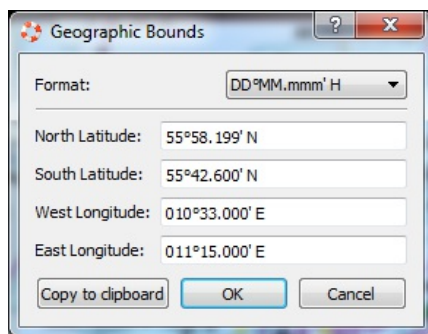 Geographic Bounds
Format: DD°MM.mmm' H
North Latitude: 55°58.199' N
South Latitude: 55°42.600' N
West Longitude: 010°33.000' E
East Longitude: 011°15.000' E
Copy to clipboard OK Cancel